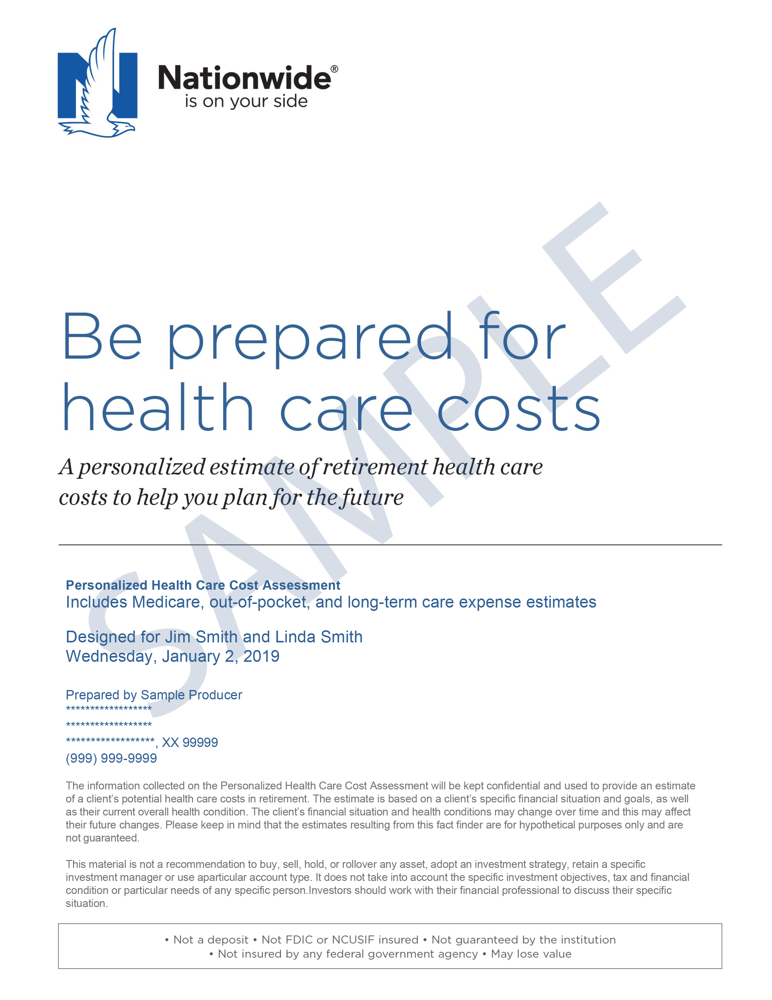 Nationwide®
is on your side
Be prepared for
health care costs
A personalized estimate of retirement health care
costs to help you plan for the future
SAMPLE
Personalized Health Care Cost Assessment
Includes Medicare, out-of-pocket, and long-term care expense estimates
Designed for Jim Smith and Linda Smith
Wednesday, January 2, 2019
Prepared by Sample Producer
******************
******************
******************, XX 99999
(999) 999-9999
The information collected on the Personalized Health Care Cost Assessment will be kept confidential and used to provide an estimate
of a client’s potential health care costs in retirement. The estimate is based on a client’s specific financial situation and goals, as well
as their current overall health condition. The client’s financial situation and health conditions may change over time and this may affect
their future changes. Please keep in mind that the estimates resulting from this fact finder are for hypothetical purposes only and are
not guaranteed.
This material is not a recommendation to buy, sell, hold, or rollover any asset, adopt an investment strategy, retain a specific
investment manager or use aparticular account type. It does not take into account the specific investment objectives, tax and financial
condition or particular needs of any specific person.Investors should work with their financial professional to discuss their specific
situation.
• Not a deposit • Not FDIC or NCUSIF insured • Not guaranteed by the institution
• Not insured by any federal government agency • May lose value